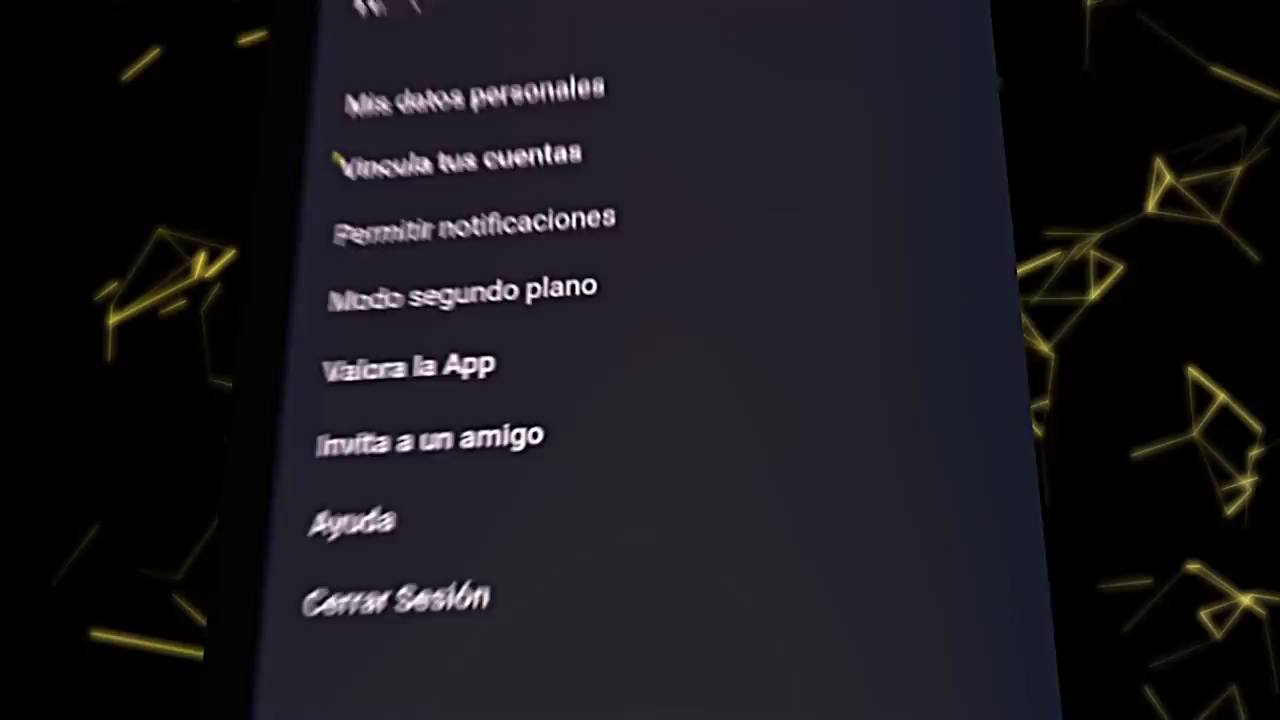 Mis datos personales
Vincula tus cuentas
Permitir notificaciones
Modo segundo plano
Valora la App
Invita a un amigo
Ayuda
Cerrar Sesión